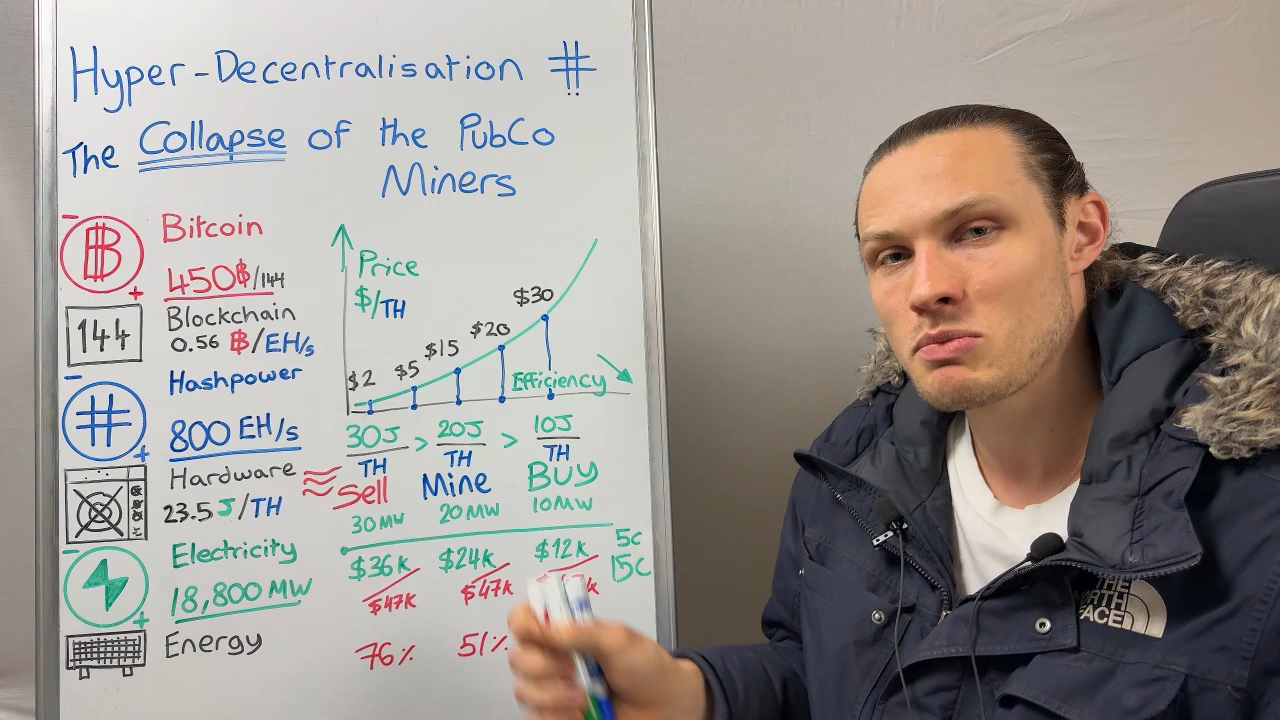 Hyper-Decentralisation #
The Collapse of the PubCo
Miners
Bitcoin
450₿/144
Blockchain
144
0.56 ₿/EH/s
Hashpower
800 EH/s
Hardware
23.5 J/TH
Electricity
18,800 MW
Energy
Price
$/TH
$2 $5 $15 $20 $30
Efficiency
30J/TH > 20J/TH > 10J/TH
≈ Sell Mine Buy
30MW 20MW 10MW
5c
$36k $24k $12k 15c
$47k $47k k
76% 51%
THE
NORTH
FACE